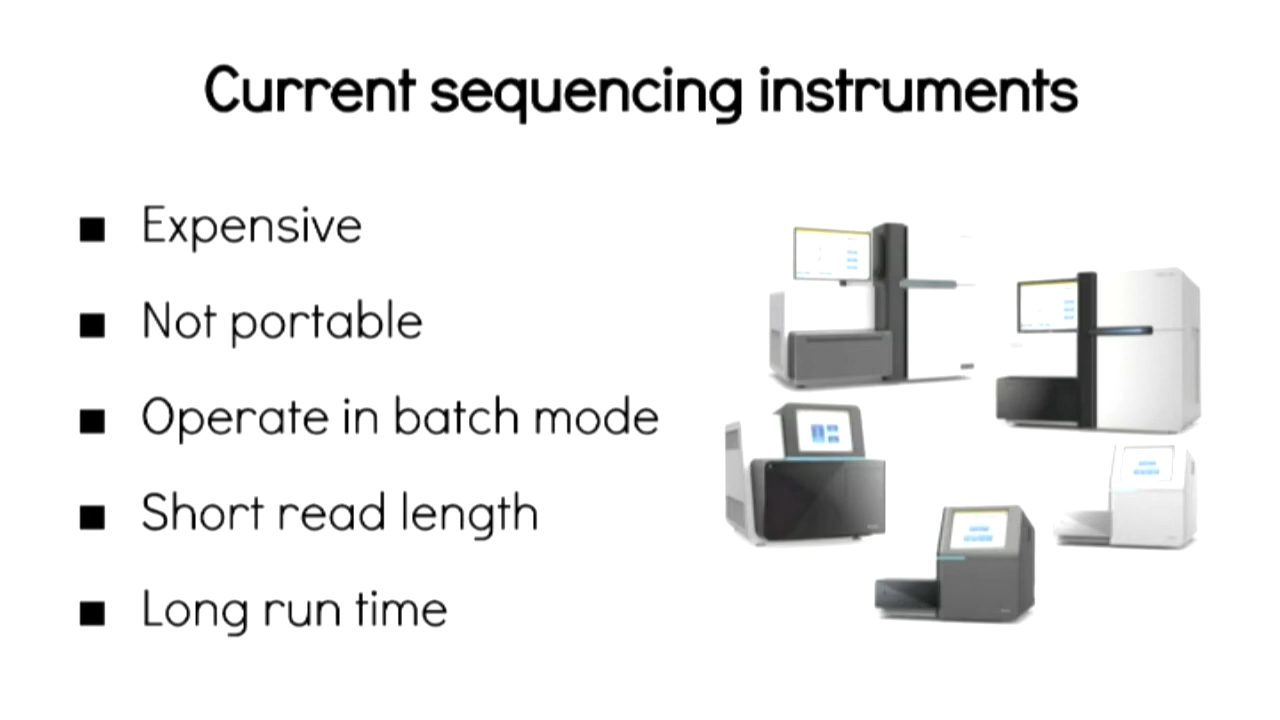 Current sequencing instruments
Expensive
Not portable
Operate in batch mode
Short read length
Long run time